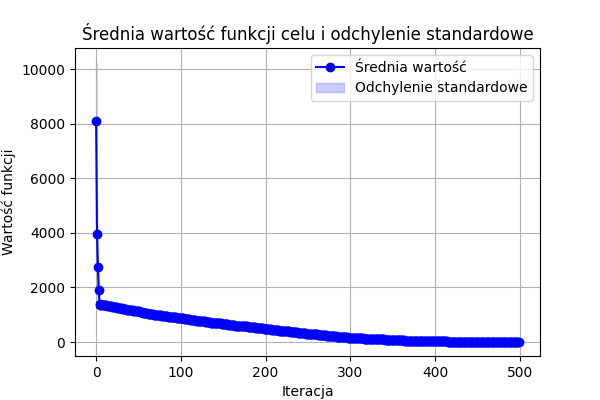 Średnia wartość funkcji celu i odchylenie standardowe
Średnia wartość
Odchylenie standardowe
Wartość funkcji
10000
8000
6000
4000
2000
0
0 100 200 300 400 500
Iteracja